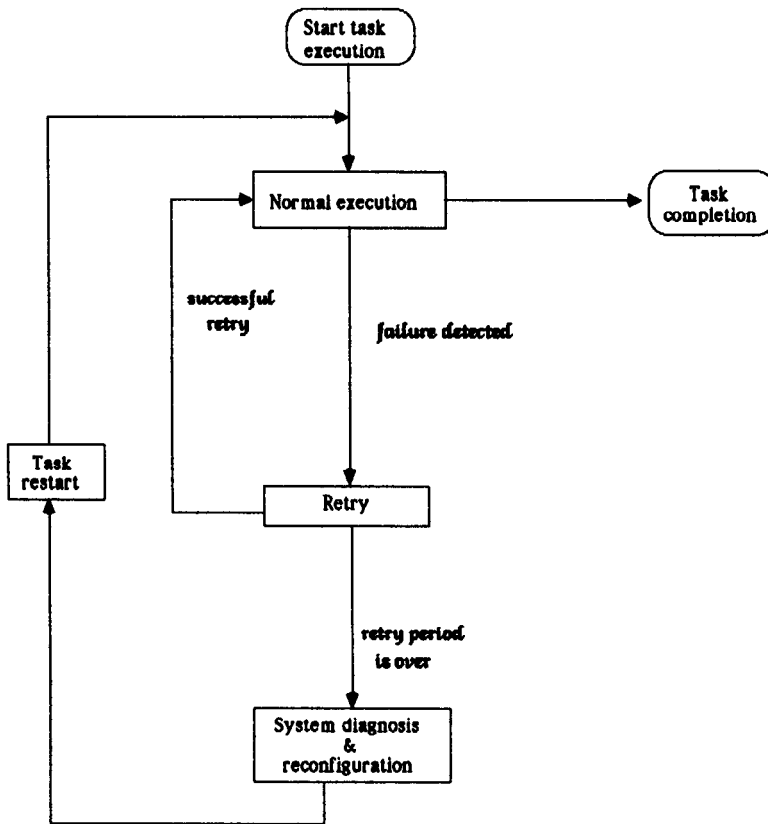 Start task
execution
Normal execution
Task
completion
successful
retry
failure detected
Task
restart
Retry
retry period
is over
System diagnosis
&
reconfiguration